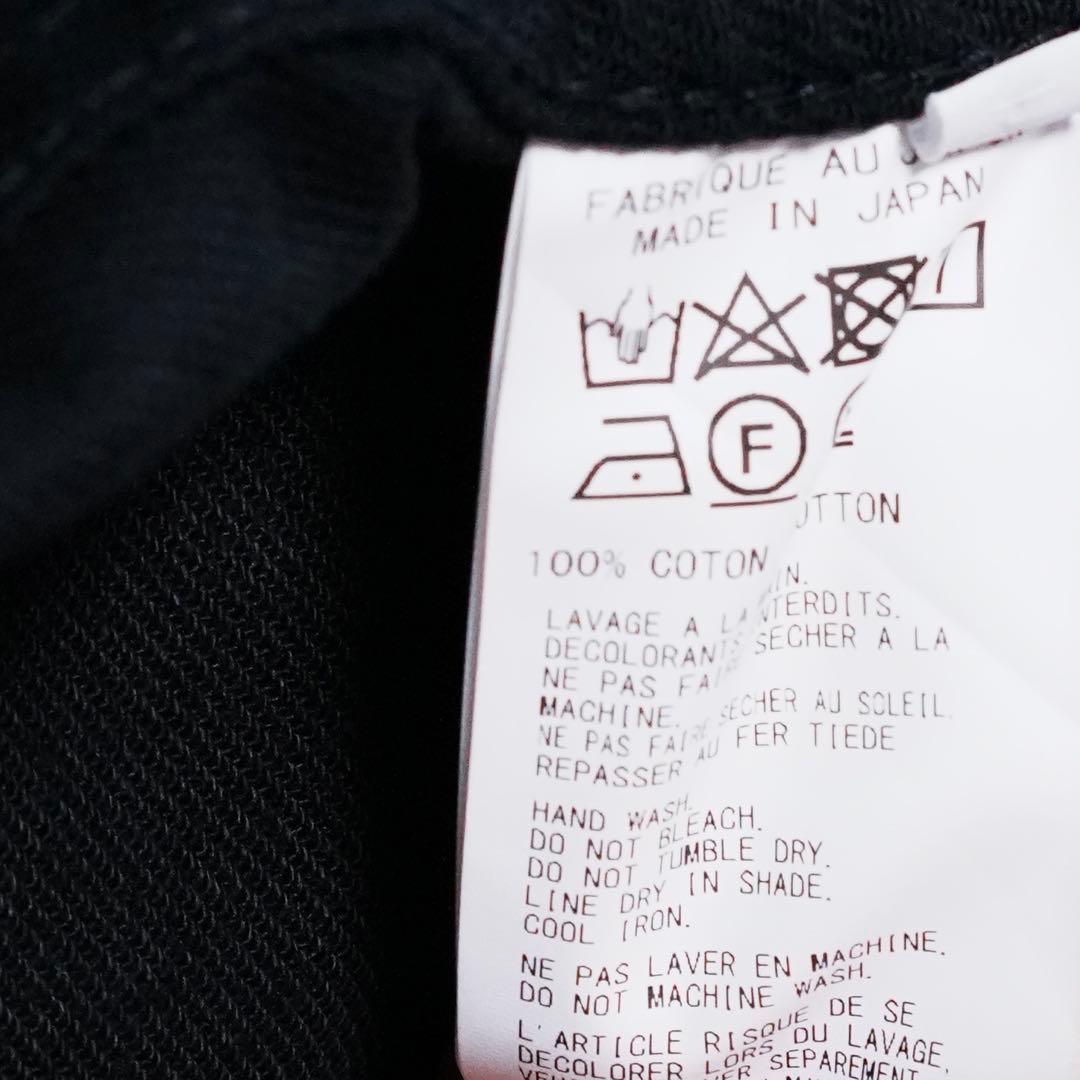 FABRIQUE AU
MADE IN JAPAN
F
100% COTON
LAVAGE A
INTERDITS.
DECOLORANTS SECHER A LA
NE PAS FAIRE
MACHINE. SECHER AU SOLEIL.
NE PAS FAIRE FER TIEDE
REPASSER AU
HAND WASH.
DO NOT BLEACH.
DO NOT TUMBLE DRY.
LINE DRY IN SHADE.
COOL IRON.
NE PAS LAVER EN MACHINE.
DO NOT MACHINE WASH.
L'ARTICLE RISQUE DE SE
DECOLORER LORS DU LAVAGE,
SEPAREMENT